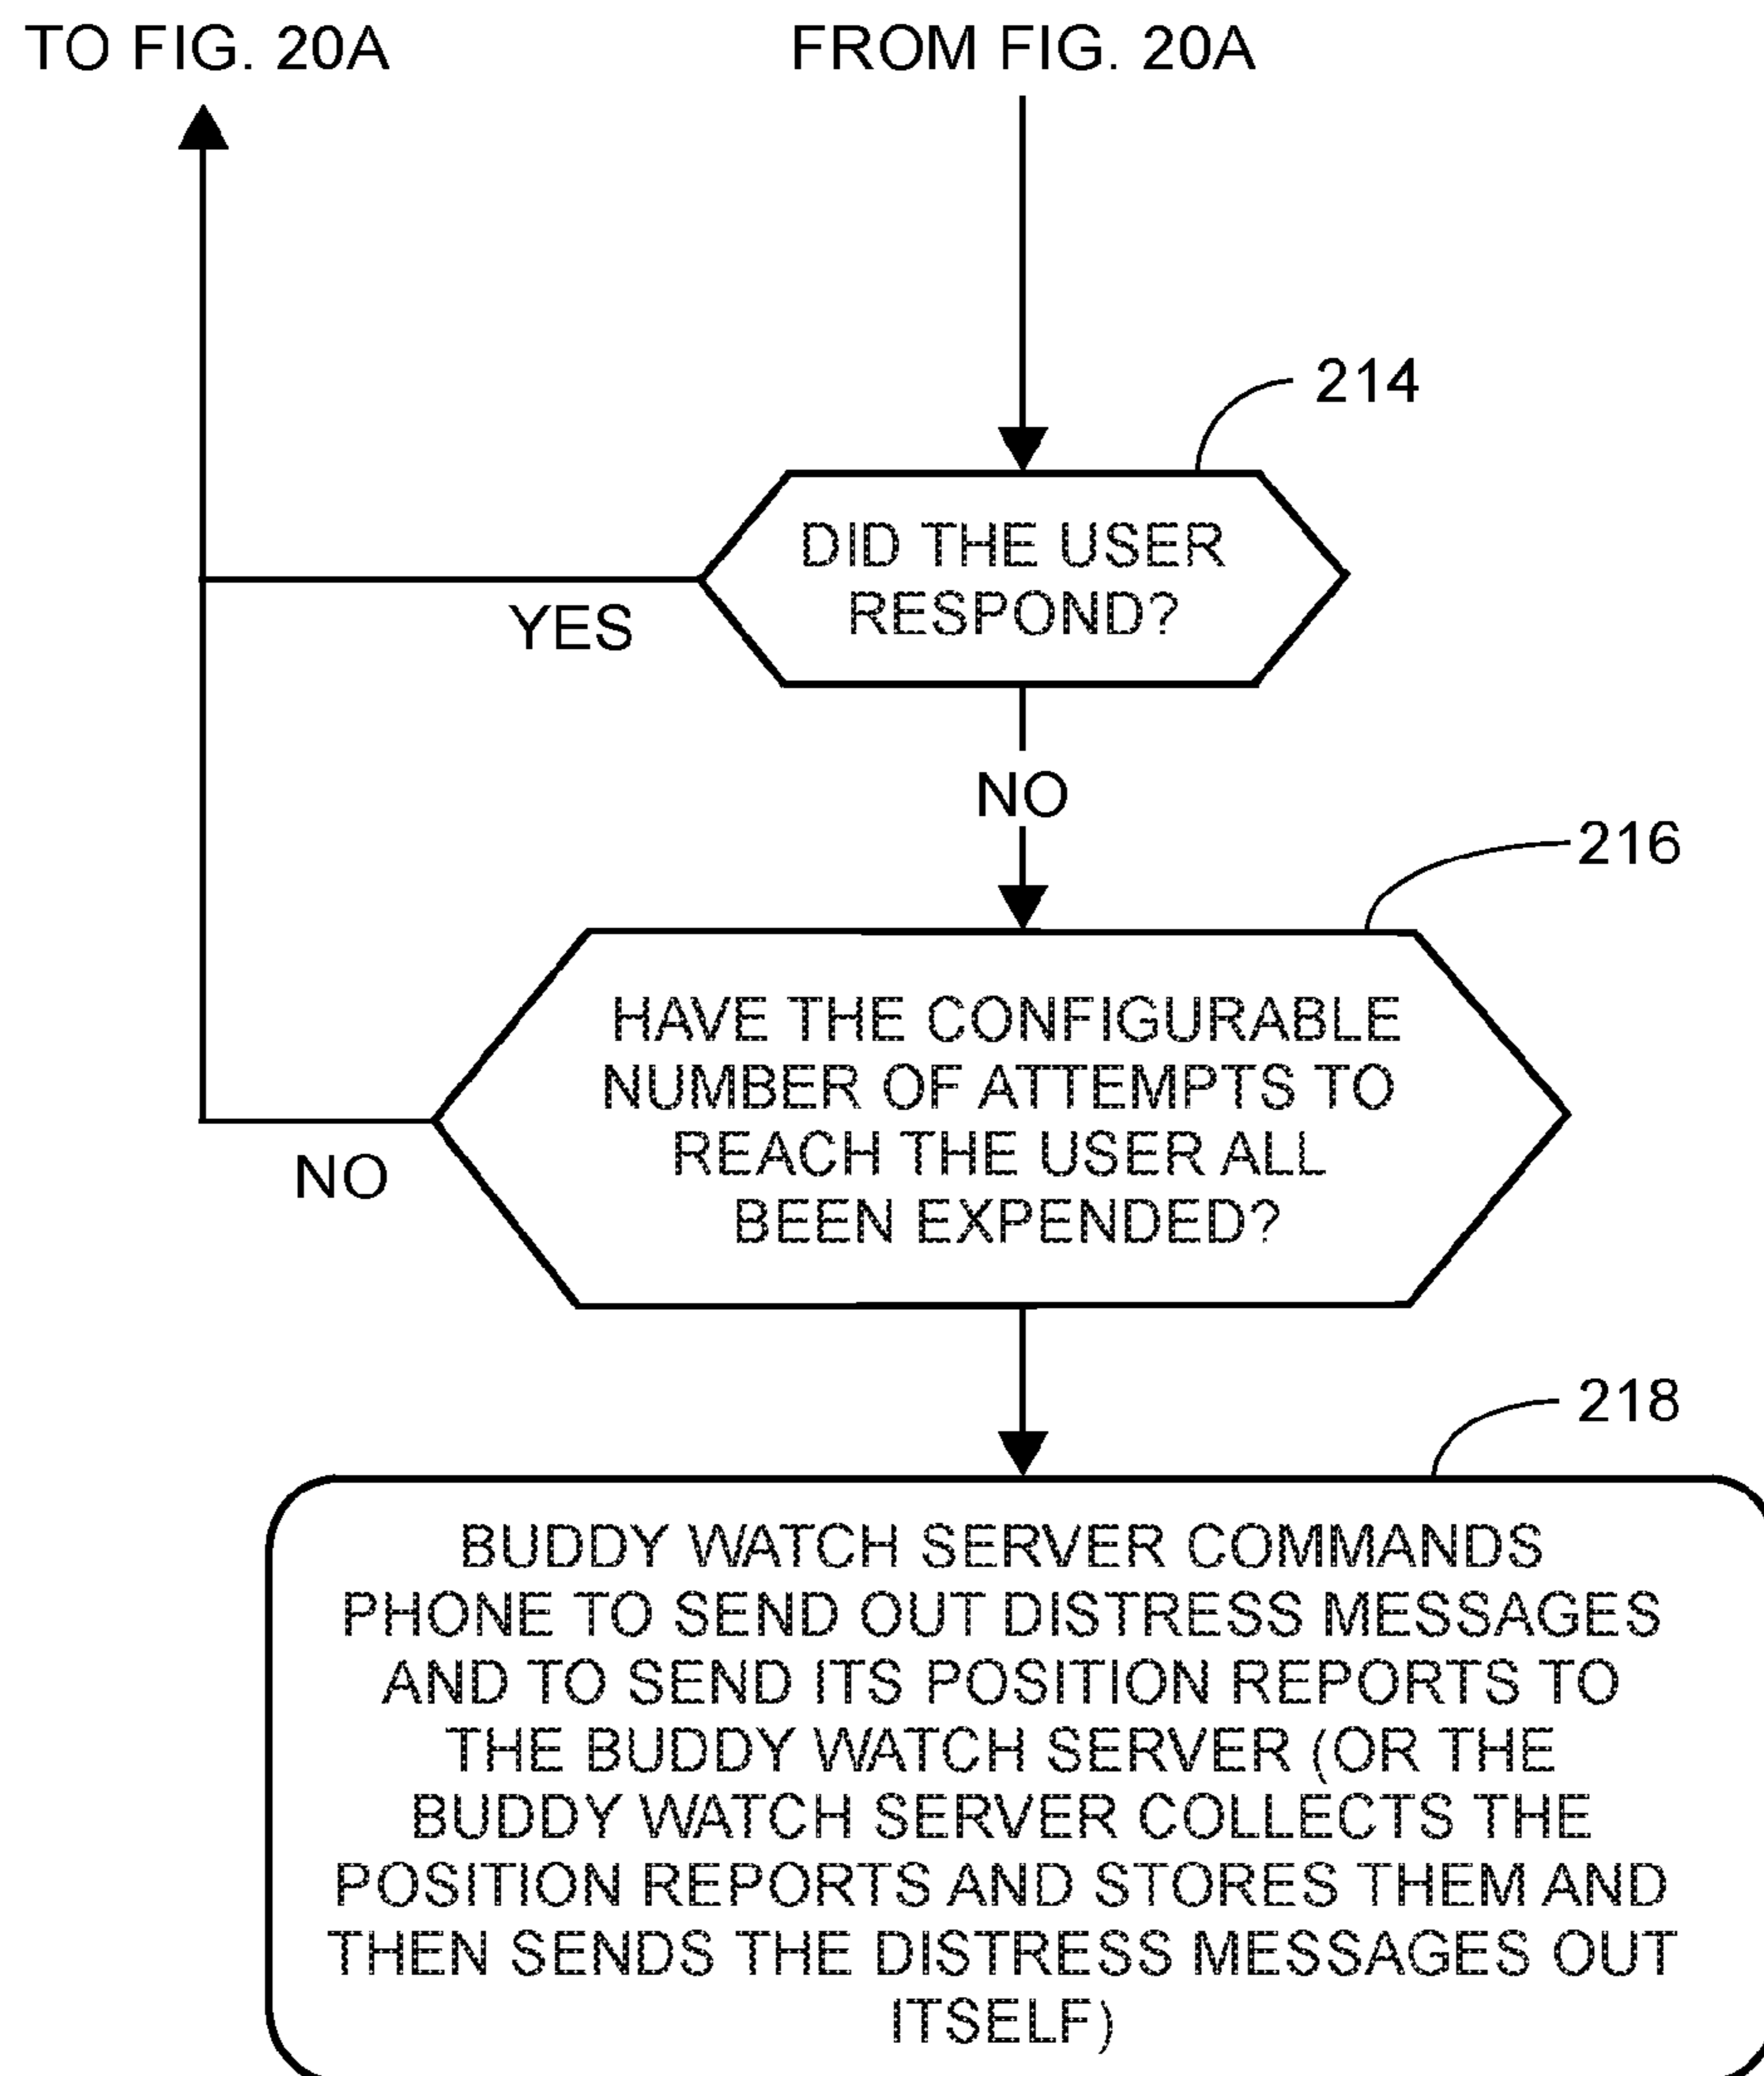 TO FIG. 20A
FROM FIG. 20A
214
DID THE USER
RESPOND?
YES
NO
216
HAVE THE CONFIGURABLE
NUMBER OF ATTEMPTS TO
REACH THE USER ALL
BEEN EXPENDED?
NO
218
BUDDY WATCH SERVER COMMANDS
PHONE TO SEND OUT DISTRESS MESSAGES
AND TO SEND ITS POSITION REPORTS TO
THE BUDDY WATCH SERVER (OR THE
BUDDY WATCH SERVER COLLECTS THE
POSITION REPORTS AND STORES THEM AND
THEN SENDS THE DISTRESS MESSAGES OUT
ITSELF)